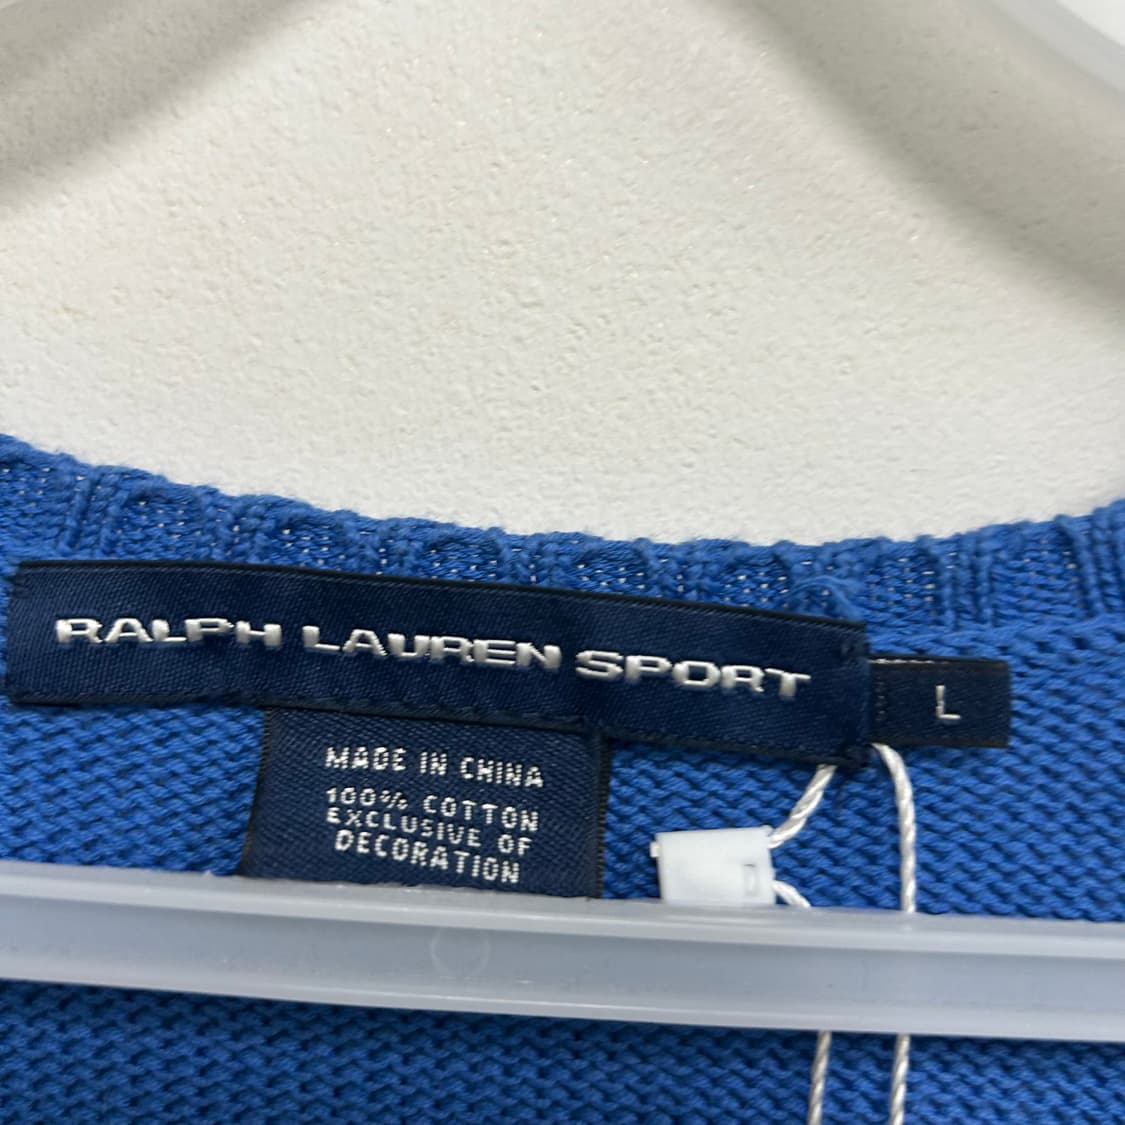 RALPH LAUREN SPORT
L
MADE IN CHINA
100% COTTON
EXCLUSIVE OF
DECORATION